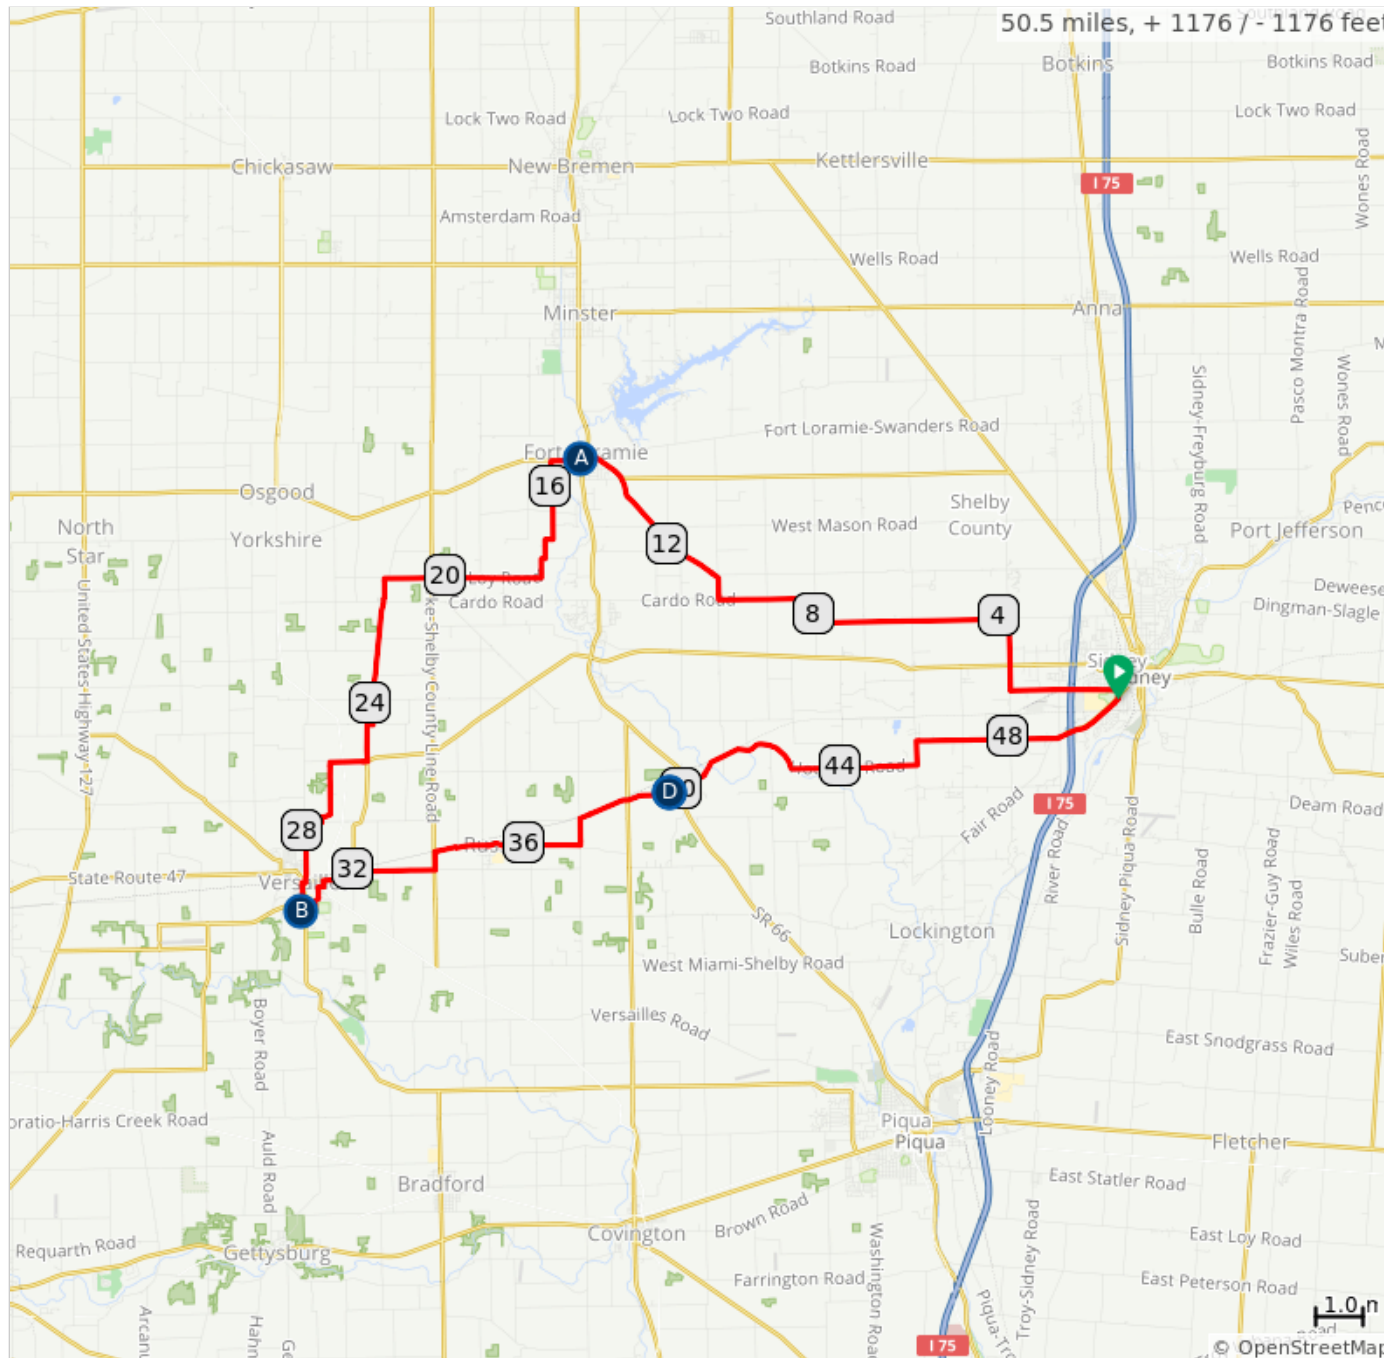 Southland Road
50.5 miles, + 1176 / - 1176 feet
Botkins
Botkins Road
Botkins Road
Lock Two Road
Lock Two Road
Lock Two Road
Chickasaw
New Bremen
Kettlersville
Wones Road
I 75
Amsterdam Road
Wells Road
Wells Road
Minster
Anna
Pasco Montra Road
Sidney-Freyburg Road
Wones Road
Fort Loramie-Swanders Road
A
16
Osgood
Shelby
County
North
Star
Yorkshire
West Mason Road
Port Jefferson
12
20
Loy Road
Cardo Road
Cardo Road
8
4
Deweese
Dingman-Slagle
United States Highway 127
24
48
44
D
I 75
Fair Road
River Road
Sidney Piqua Road
Deam Road
28
36
32
State Route 47
B
SR 66
Lockington
Bulle Road
Frazier-Guy Road
Wiles Road
West Miami-Shelby Road
Versailles Road
Boyer Road
East Snodgrass Road
Looney Road
oratio-Harris Creek Road
Piqua
Piqua
Fletcher
Auld Road
Bradford
East Statler Road
Covington
Brown Road
Washington Road
Troy-Sidney Road
East Loy Road
Requarth Road
Gettysburg
Farrington Road
East Peterson Road
I 75
© OpenStreetMap